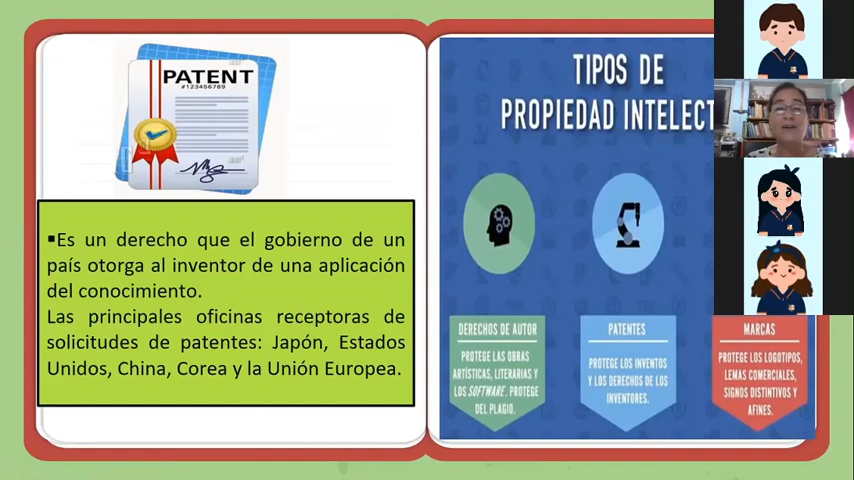 PATENT
#123456789
▪Es un derecho que el gobierno de un
país otorga al inventor de una aplicación
del conocimiento.
Las principales oficinas receptoras de
solicitudes de patentes: Japón, Estados
Unidos, China, Corea y la Unión Europea.
TIPOS DE
PROPIEDAD INTELECT
DERECHOS DE AUTOR
PROTEGE LAS OBRAS
ARTÍSTICAS, LITERARIAS Y
LOS SOFTWARE. PROTEGE
DEL PLAGIO.
PATENTES
PROTEGE LOS INVENTOS
Y LOS DERECHOS DE LOS
INVENTORES.
MARCAS
PROTEGE LOS LOGOTIPOS,
LEMAS COMERCIALES,
SIGNOS DISTINTIVOS Y
AFINES.